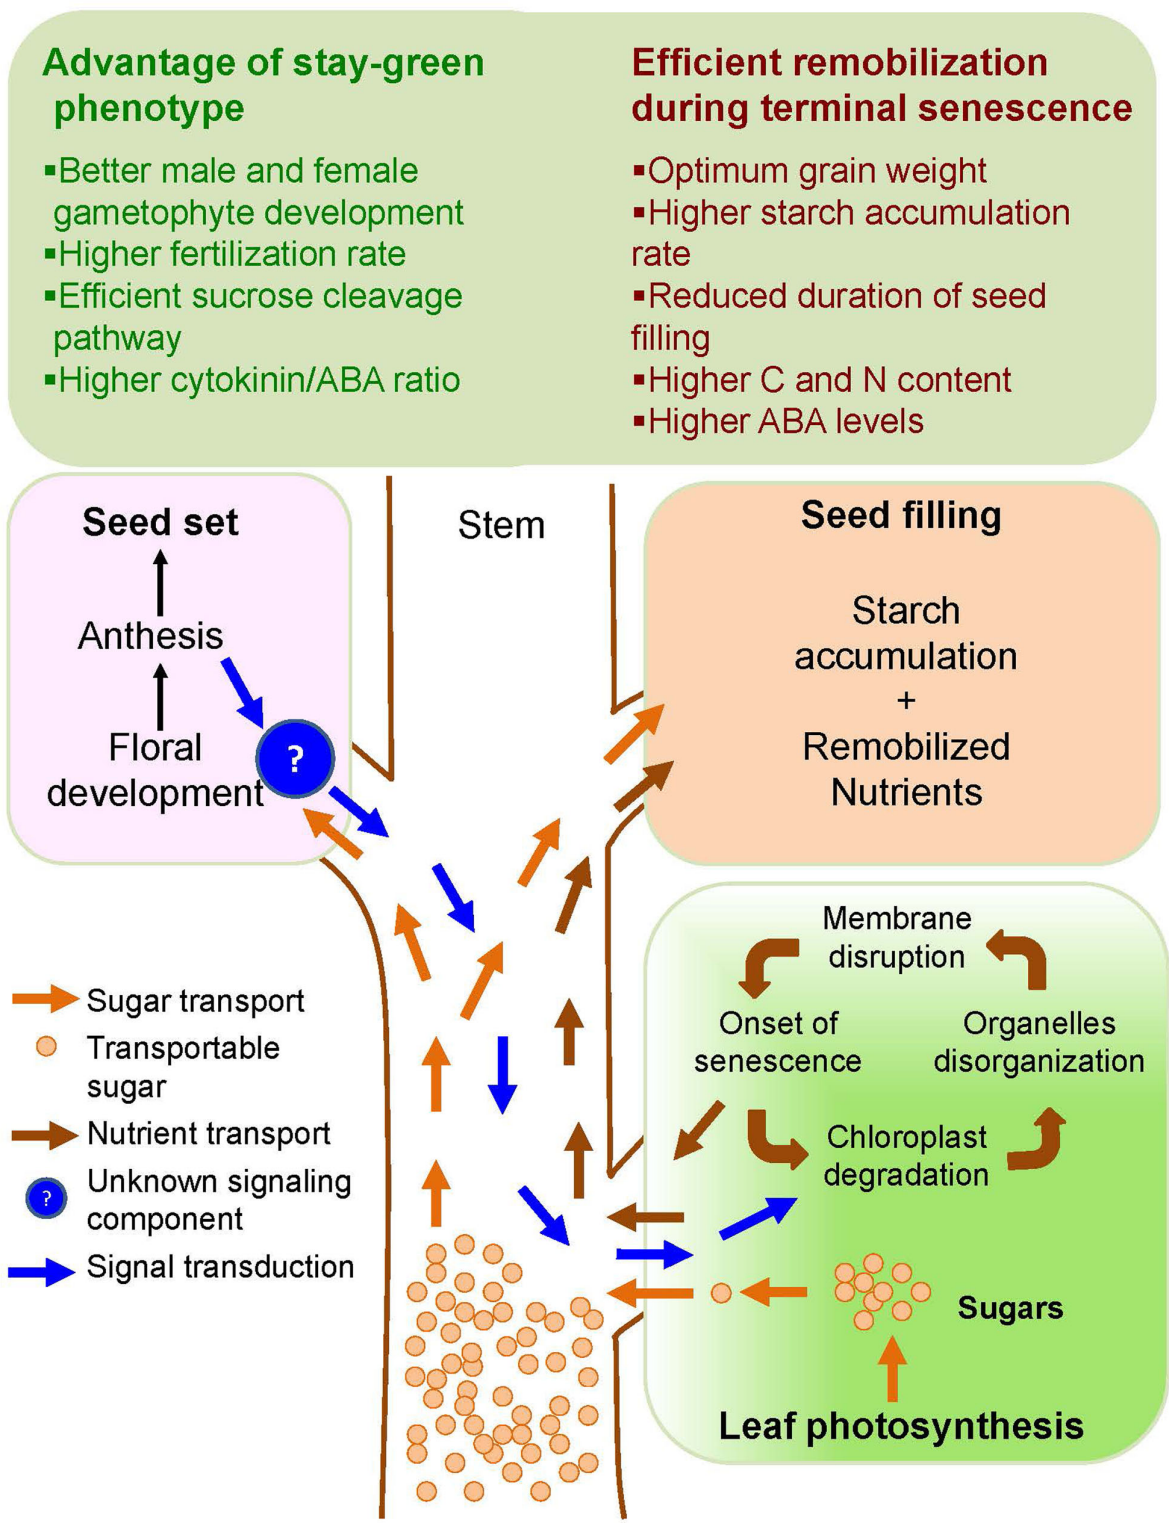 Advantage of stay-green
phenotype
▪Better male and female
gametophyte development
▪Higher fertilization rate
▪Efficient sucrose cleavage
pathway
▪Higher cytokinin/ABA ratio
Efficient remobilization
during terminal senescence
▪Optimum grain weight
▪Higher starch accumulation
rate
▪Reduced duration of seed
filling
▪Higher C and N content
▪Higher ABA levels
Seed set
Anthesis
Floral
development
?
Stem
Seed filling
Starch
accumulation
+
Remobilized
Nutrients
Membrane
disruption
Onset of
senescence
Organelles
disorganization
Chloroplast
degradation
Sugars
Leaf photosynthesis
Sugar transport
Transportable
sugar
Nutrient transport
?
Unknown signaling
component
Signal transduction